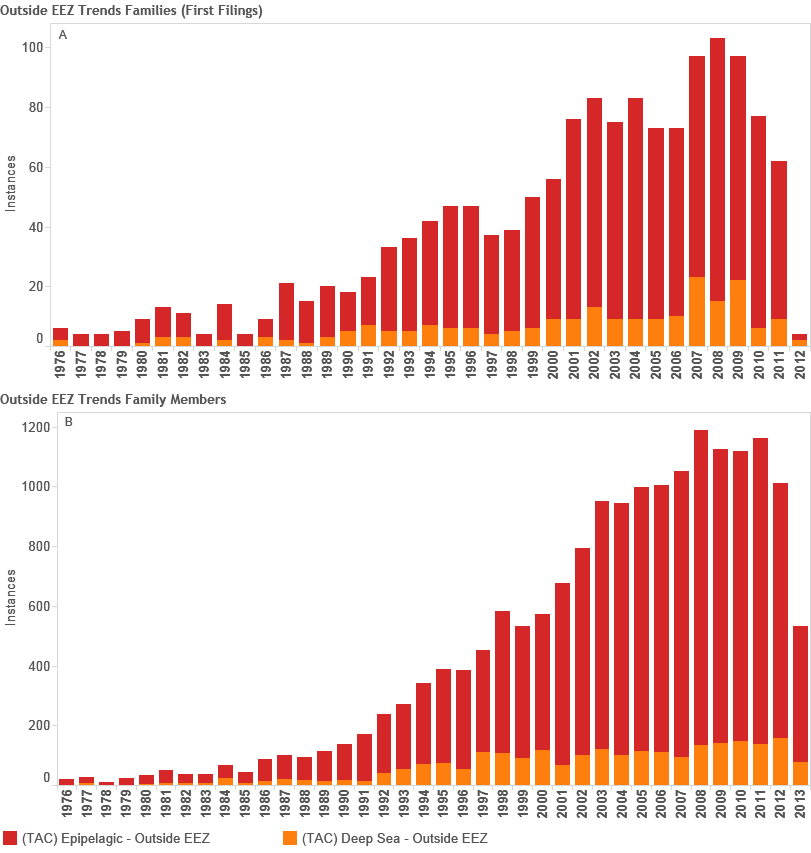 Outside EEZ Trends Families (First Filings)
A
100
80
60
40
20
0
Instances
1976 1977 1978 1979 1980 1981 1982 1983 1984 1985 1986 1987 1988 1989 1990 1991 1992 1993 1994 1995 1996 1997 1998 1999 2000 2001 2002 2003 2004 2005 2006 2007 2008 2009 2010 2011 2012
Outside EEZ Trends Family Members
B
1200
1000
800
600
400
200
0
Instances
1976 1977 1978 1979 1980 1981 1982 1983 1984 1985 1986 1987 1988 1989 1990 1991 1992 1993 1994 1995 1996 1997 1998 1999 2000 2001 2002 2003 2004 2005 2006 2007 2008 2009 2010 2011 2012 2013
(TAC) Epipelagic - Outside EEZ (TAC) Deep Sea - Outside EEZ